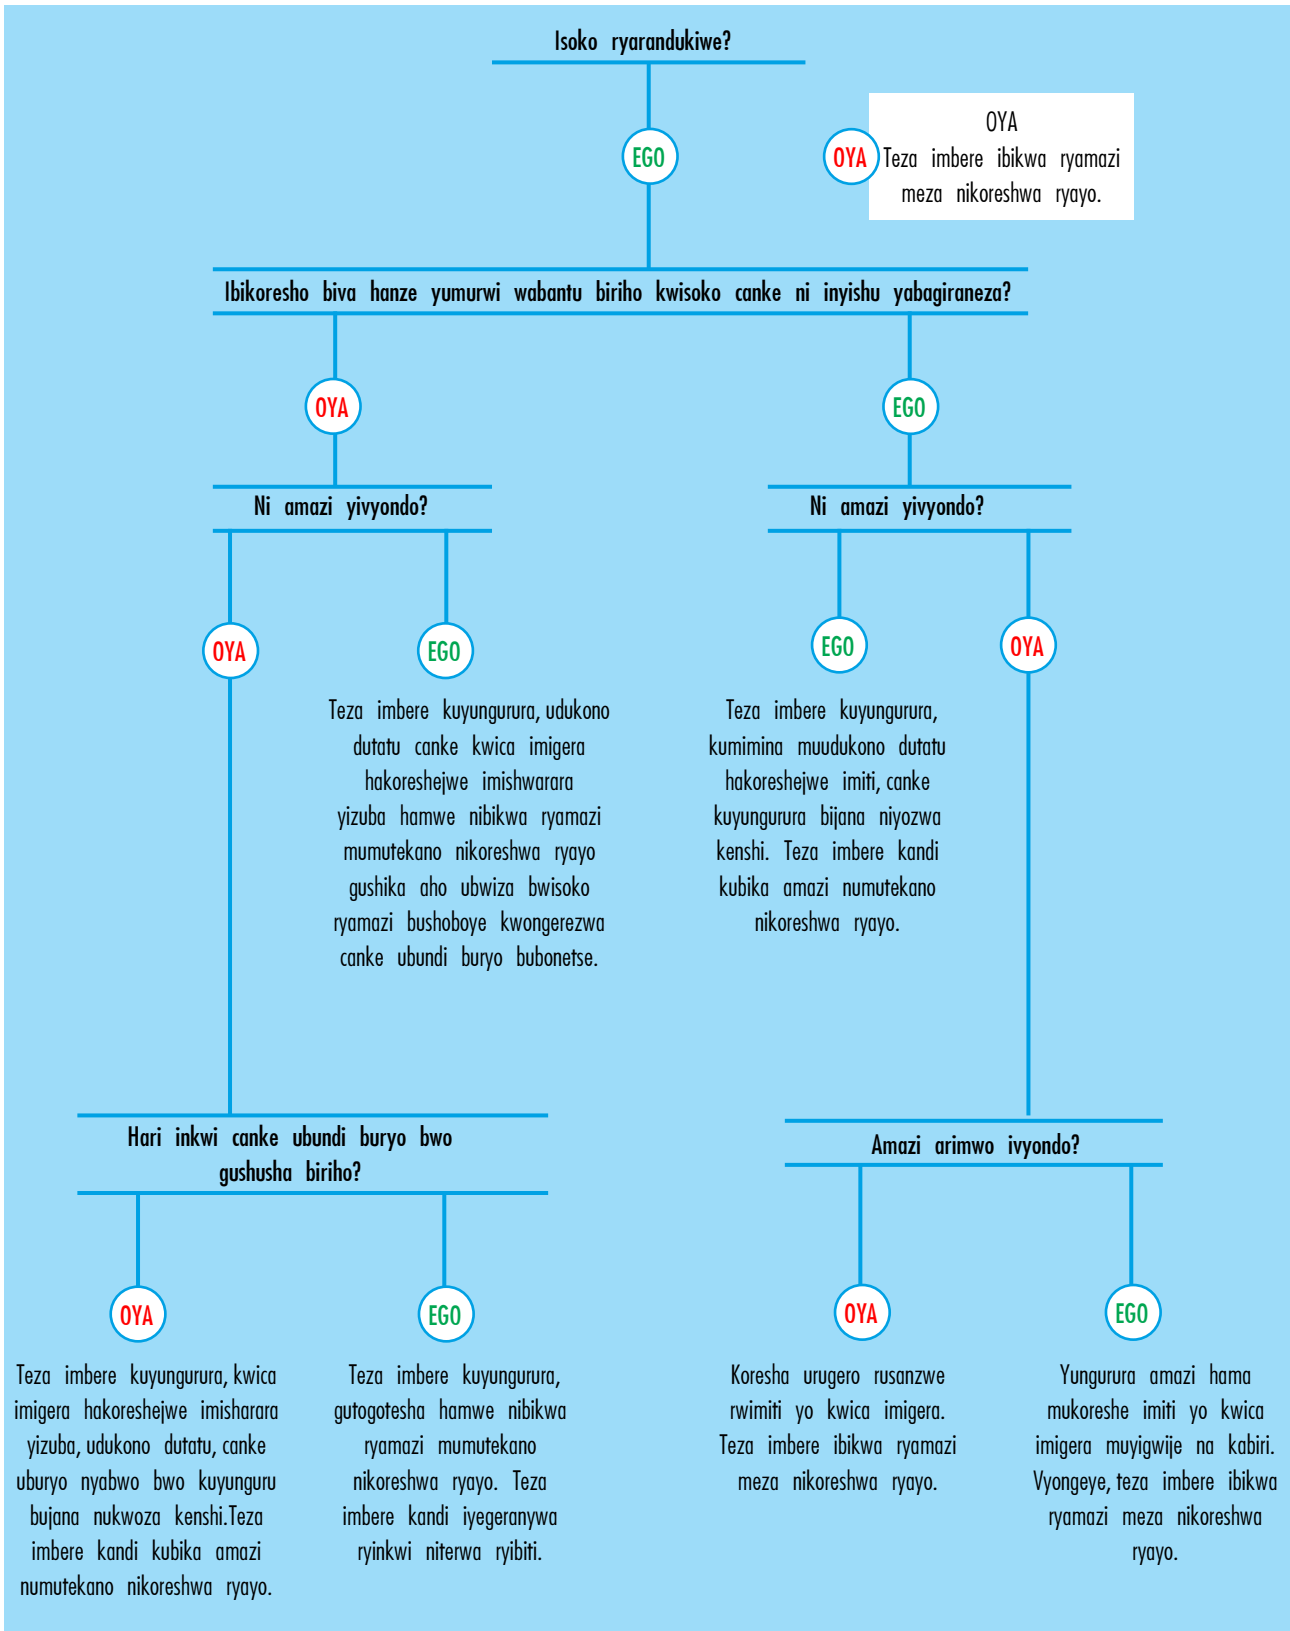 Isoko ryarandukiwe?
EGO
OYA
OYA
Teza imbere ibikwa ryamazi
meza nikoreshwa ryayo.
Ibikoresho biva hanze yumurwi wabantu biriho kwisoko canke ni inyishu yabagiraneza?
OYA
EGO
Ni amazi yivyondo?
Ni amazi yivyondo?
OYA
EGO
EGO
OYA
Teza imbere kuyungurura, udukono
dutatu canke kwica imigera
hakoreshejwe imishwarara
yizuba hamwe nibikwa ryamazi
mumutekano nikoreshwa ryayo
gushika aho ubwiza bwisoko
ryamazi bushoboye kwongerezwa
canke ubundi buryo bubonetse.
Teza imbere kuyungurura,
kumimina muudukono dutatu
hakoreshejwe imiti, canke
kuyungurura bijana niyozwa
kenshi. Teza imbere kandi
kubika amazi numutekano
nikoreshwa ryayo.
Hari inkwi canke ubundi buryo bwo
gushusha biriho?
Amazi arimwo ivyondo?
OYA
EGO
OYA
EGO
Teza imbere kuyungurura, kwica
imigera hakoreshejwe imisharara
yizuba, udukono dutatu, canke
uburyo nyabwo bwo kuyunguru
bujana nukwoza kenshi.Teza
imbere kandi kubika amazi
numutekano nikoreshwa ryayo.
Teza imbere kuyungurura,
gutogotesha hamwe nibikwa
ryamazi mumutekano
nikoreshwa ryayo. Teza
imbere kandi iyegeranywa
ryinkwi niterwa ryibiti.
Koresha urugero rusanzwe
rwimiti yo kwica imigera.
Teza imbere ibikwa ryamazi
meza nikoreshwa ryayo.
Yungurura amazi hama
mukoreshe imiti yo kwica
imigera muyigwije na kabiri.
Vyongeye, teza imbere ibikwa
ryamazi meza nikoreshwa
ryayo.